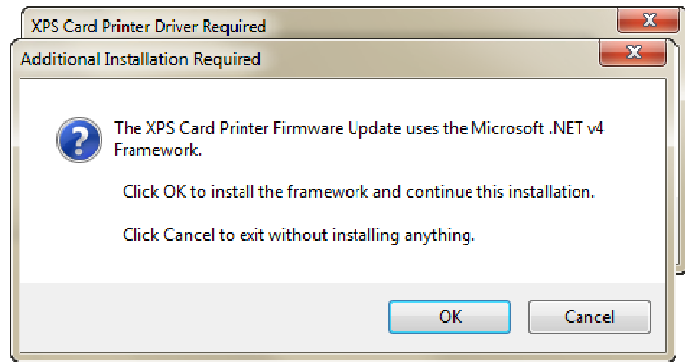 XPS Card Printer Driver Required
Additional Installation Required
The XPS Card Printer Firmware Update uses the Microsoft .NET v4
Framework.
Click OK to install the framework and continue this installation.
Click Cancel to exit without installing anything.
OK
Cancel